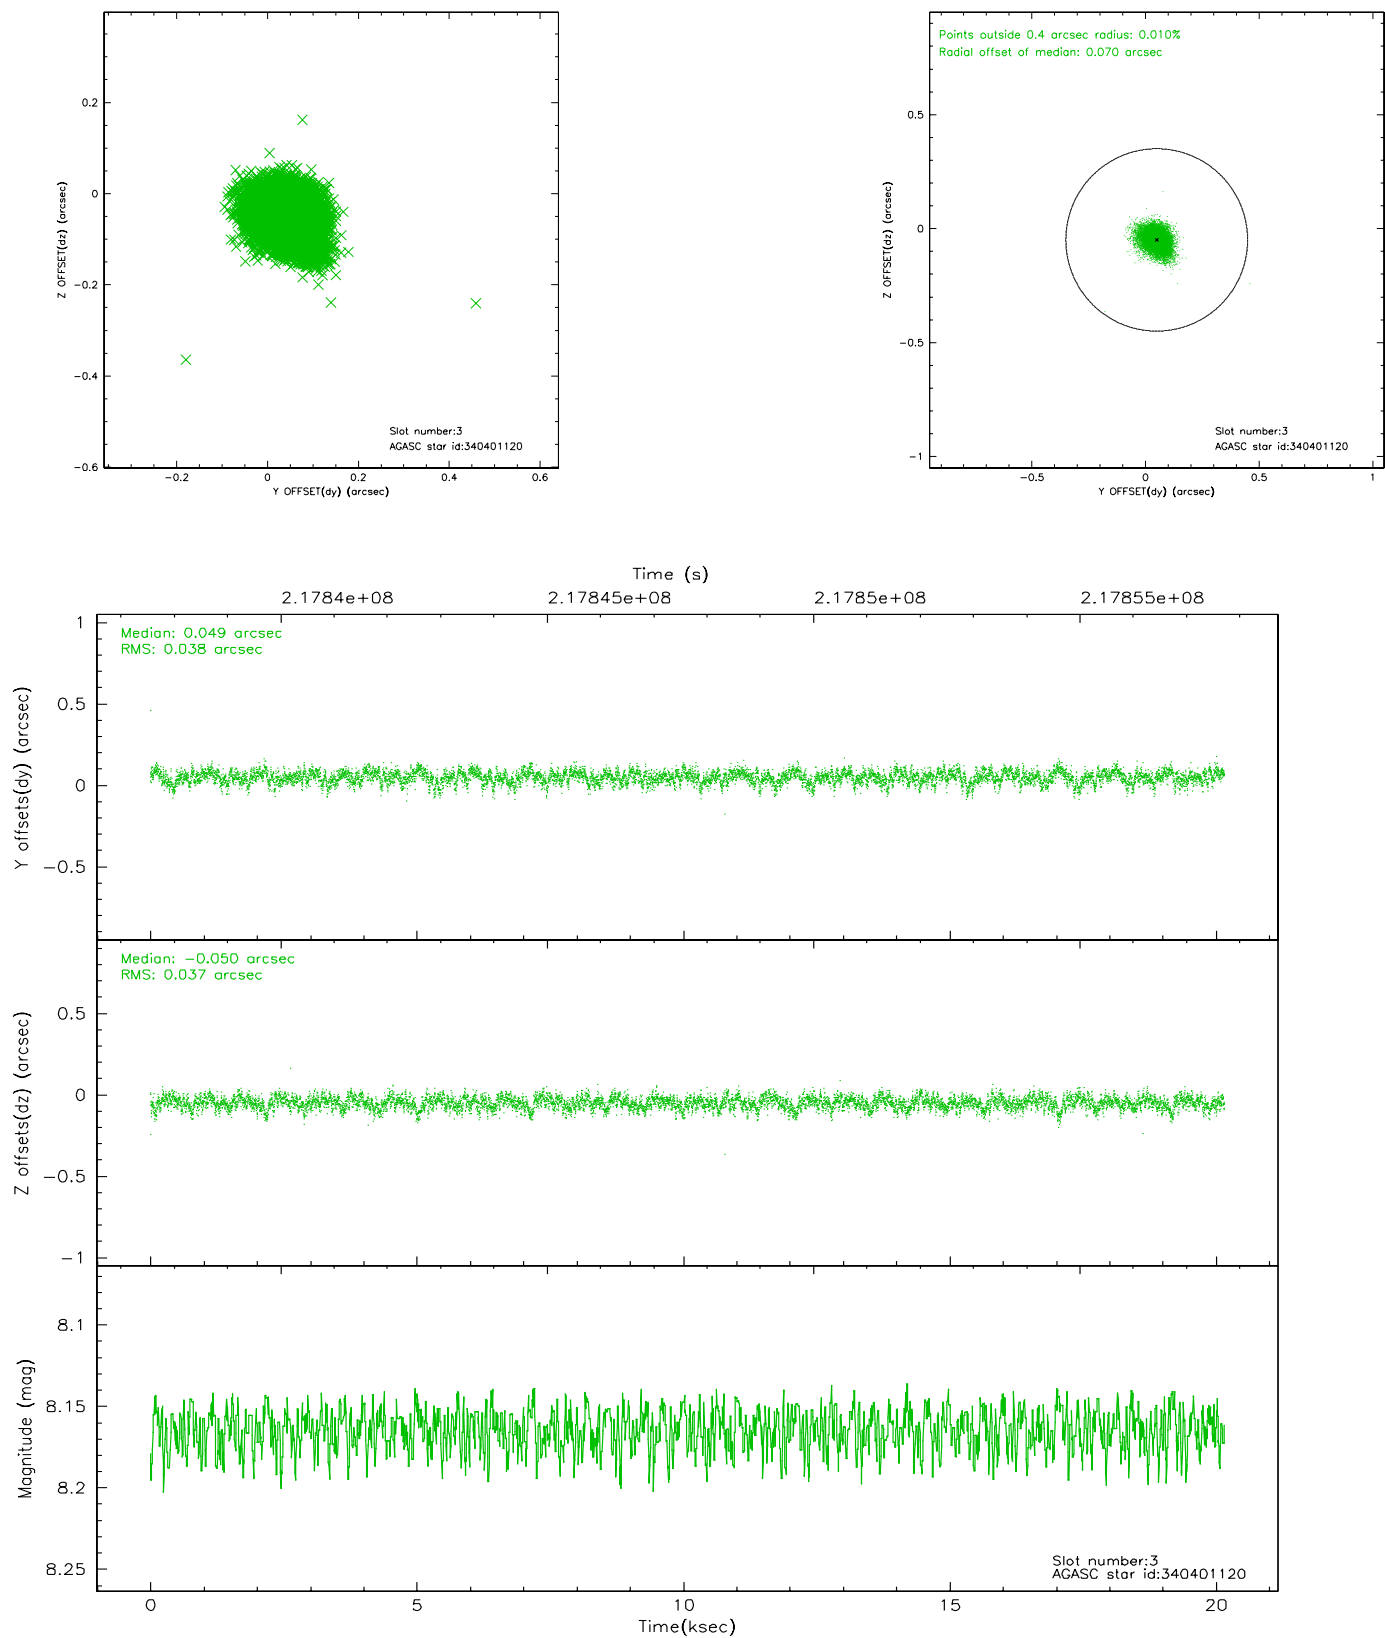 0.2
0
−0.2
−0.4
−0.6
Z OFFSET(dz) (arcsec)
−0.2 0 0.2 0.4 0.6
Y OFFSET(dy) (arcsec)
Slot number:3
AGASC star id:340401120
Points outside 0.4 arcsec radius: 0.010%
Radial offset of median: 0.070 arcsec
0.5
0
−0.5
−1
Z OFFSET(dz) (arcsec)
−0.5 0 0.5 1
Y OFFSET(dy) (arcsec)
Slot number:3
AGASC star id:340401120
Time (s)
2.1784e+08 2.17845e+08 2.1785e+08 2.17855e+08
Median: 0.049 arcsec
RMS: 0.038 arcsec
1
0.5
0
−0.5
Y offsets(dy) (arcsec)
Median: −0.050 arcsec
RMS: 0.037 arcsec
0.5
0
−0.5
−1
Z offsets(dz) (arcsec)
8.1
8.15
8.2
8.25
Magnitude (mag)
Slot number:3
AGASC star id:340401120
0 5 10 15 20
Time(ksec)